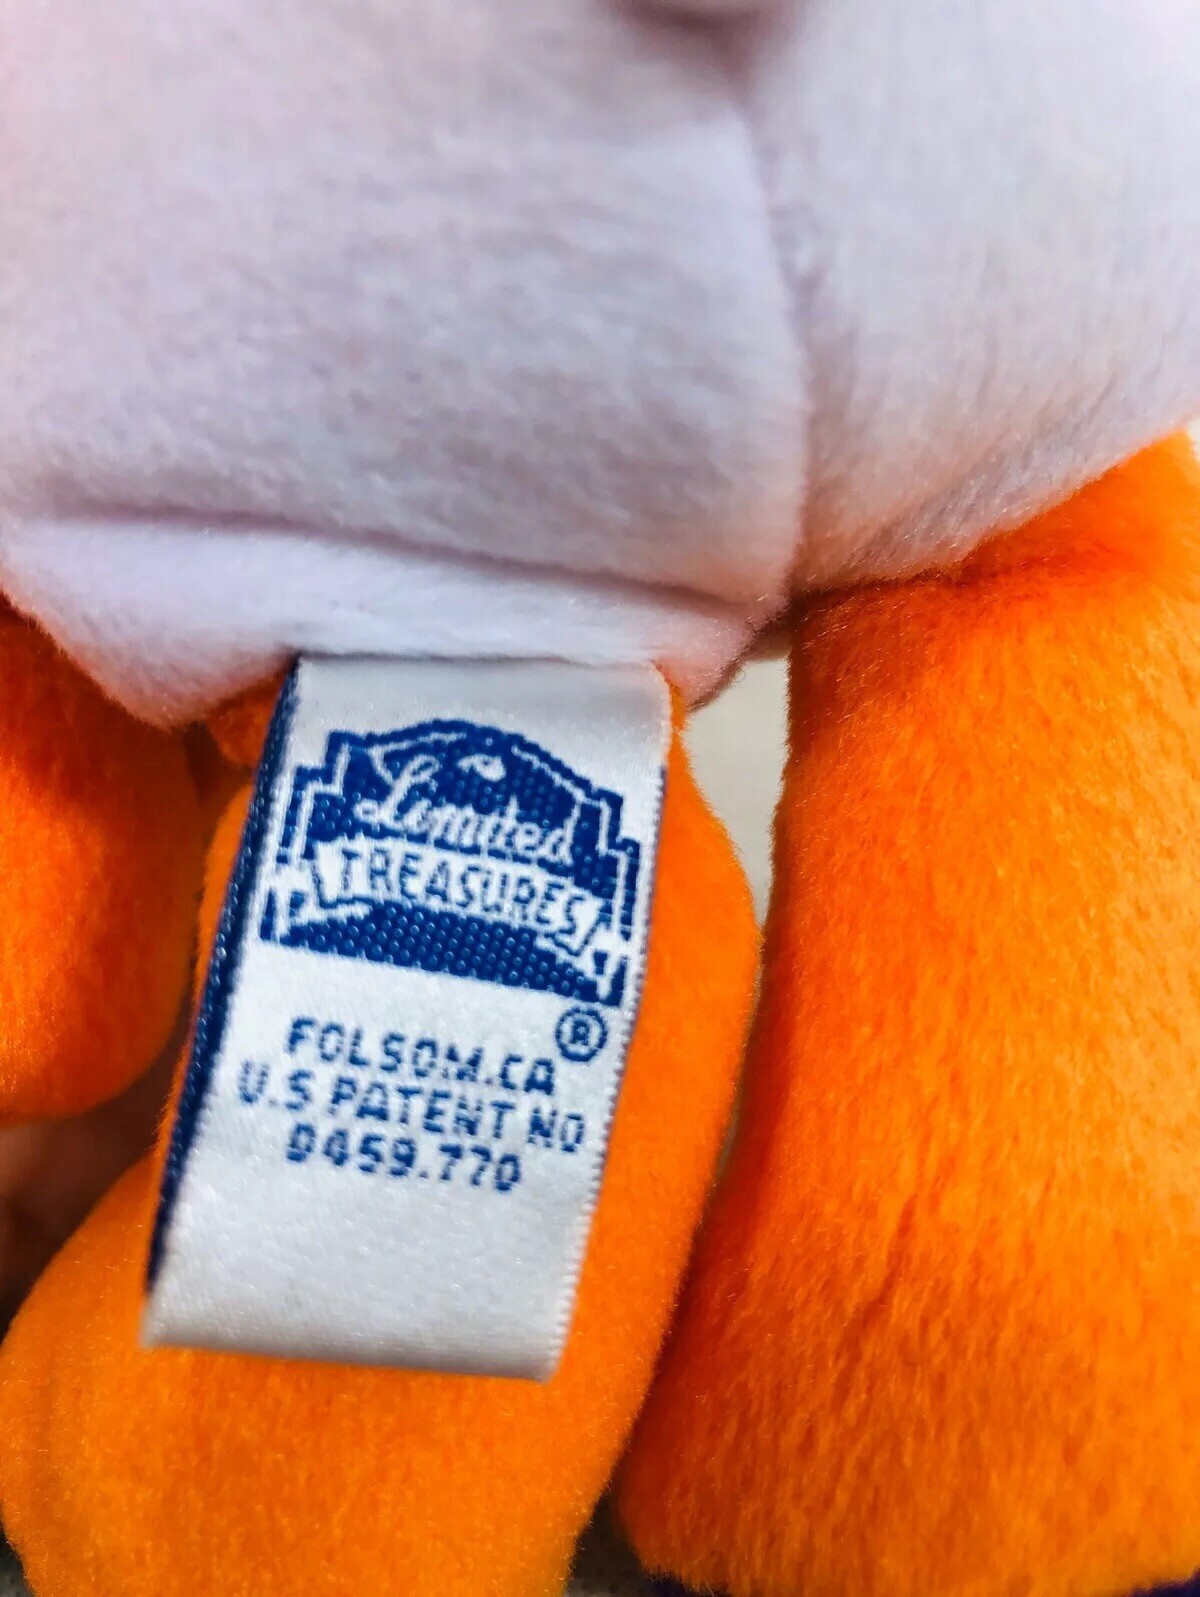 Limited
TREASURES
®
FOLSOM.CA
U.S PATENT NO
D459.770